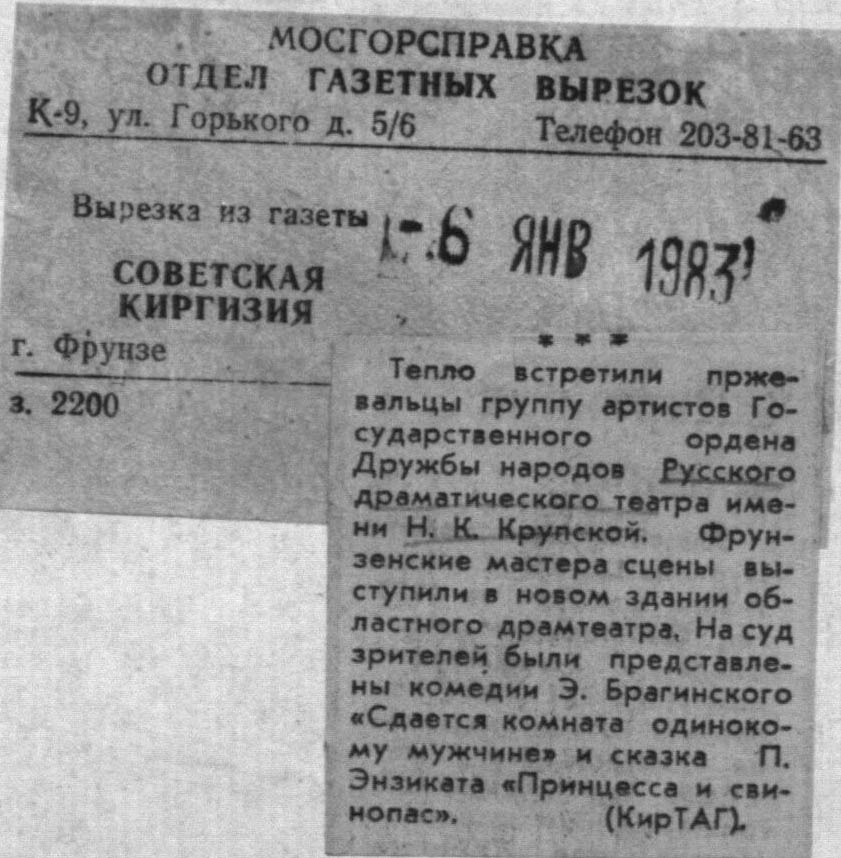 МОСГОРСПРАВКА
ОТДЕЛ ГАЗЕТНЫХ ВЫРЕЗОК
К-9, ул. Горького д. 5/6 Телефон 203-81-63
Вырезка из газеты
-6 ЯНВ 1983
СОВЕТСКАЯ
КИРГИЗИЯ
г. Фрунзе
з. 2200
* * *
Тепло встретили прже-
вальцы группу артистов Го-
сударственного ордена
Дружбы народов Русского
драматического театра име-
ни Н. К. Крупской. Фрун-
зенские мастера сцены вы-
ступили в новом здании об-
ластного драмтеатра. На суд
зрителей были представле-
ны комедии Э. Брагинского
«Сдается комната одиноко-
му мужчине» и сказка П.
Энзиката «Принцесса и сви-
нопас». (КирТАГ).